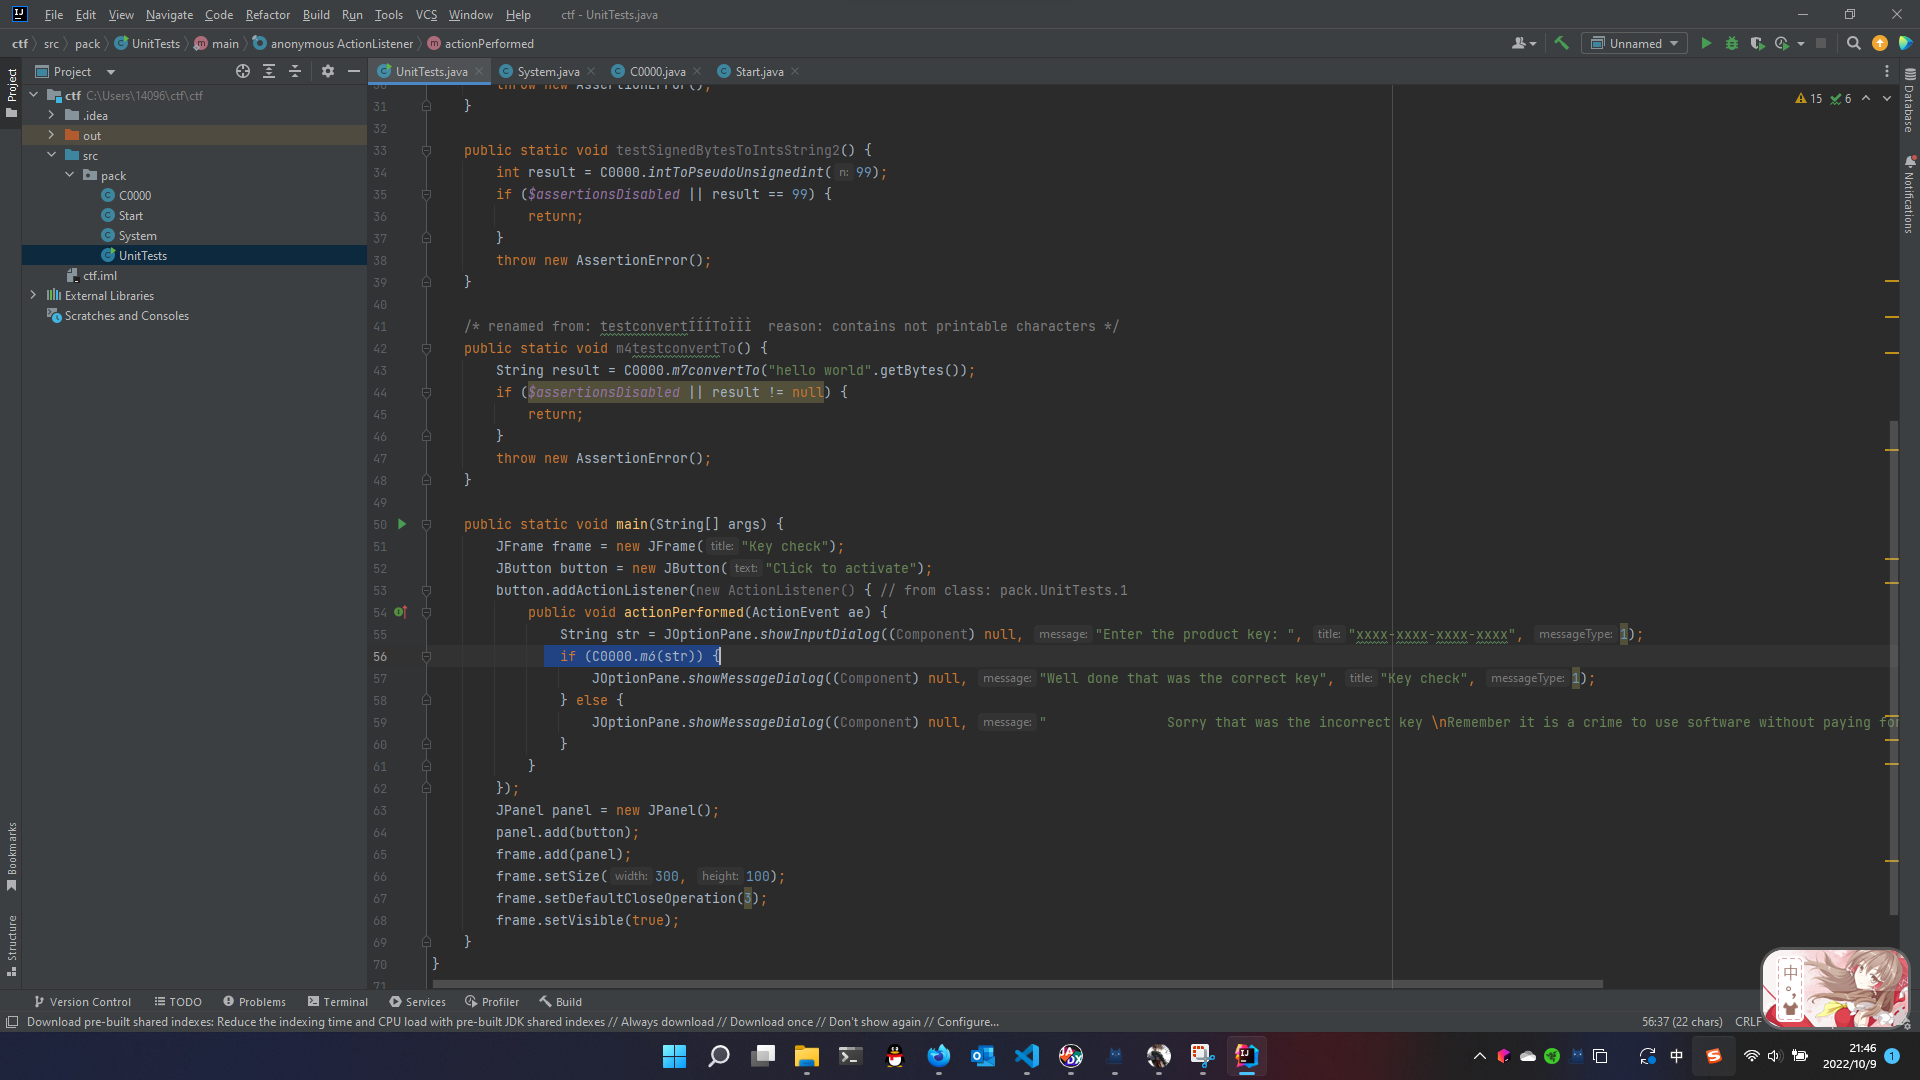 File Edit View Navigate Code Refactor Build Run Tools VCS Window Help ctf - UnitTests.java
ctf src pack UnitTests main anonymous ActionListener actionPerformed Unnamed
Project UnitTests.java System.java C0000.java Start.java
ctf C:\Users\14096\ctf\ctf
.idea
out
src
pack
C0000
Start
System
UnitTests
ctf.iml
External Libraries
Scratches and Consoles
Project
Bookmarks
Structure
Database
Notifications
15 6
throw new AssertionError();
31 }
32
33 public static void testSignedBytesToIntsString2() {
34 int result = C0000.intToPseudoUnsignedint( n: 99);
35 if ($assertionsDisabled || result == 99) {
36 return;
37 }
38 throw new AssertionError();
39 }
40
41 /* renamed from: testconvertÍÍÍToÌÌÌ  reason: contains not printable characters */
42 public static void m4testconvertTo() {
43 String result = C0000.m7convertTo("hello world".getBytes());
44 if ($assertionsDisabled || result != null) {
45 return;
46 }
47 throw new AssertionError();
48 }
49
50 public static void main(String[] args) {
51 JFrame frame = new JFrame( title: "Key check");
52 JButton button = new JButton( text: "Click to activate");
53 button.addActionListener(new ActionListener() { // from class: pack.UnitTests.1
54 public void actionPerformed(ActionEvent ae) {
55 String str = JOptionPane.showInputDialog((Component) null, message: "Enter the product key: ", title: "xxxx-xxxx-xxxx-xxxx", messageType: 1);
56 if (C0000.m6(str)) {
57 JOptionPane.showMessageDialog((Component) null, message: "Well done that was the correct key", title: "Key check", messageType: 1);
58 } else {
59 JOptionPane.showMessageDialog((Component) null, message: " Sorry that was the incorrect key \nRemember it is a crime to use software without paying fo
60 }
61 }
62 });
63 JPanel panel = new JPanel();
64 panel.add(button);
65 frame.add(panel);
66 frame.setSize( width: 300, height: 100);
67 frame.setDefaultCloseOperation(3);
68 frame.setVisible(true);
69 }
70 }
71
Version Control TODO Problems Terminal Services Profiler Build
Download pre-built shared indexes: Reduce the indexing time and CPU load with pre-built JDK shared indexes // Always download // Download once // Don't show again // Configure...
56:37 (22 chars) CRLF
中
中
21:46
2022/10/9
1